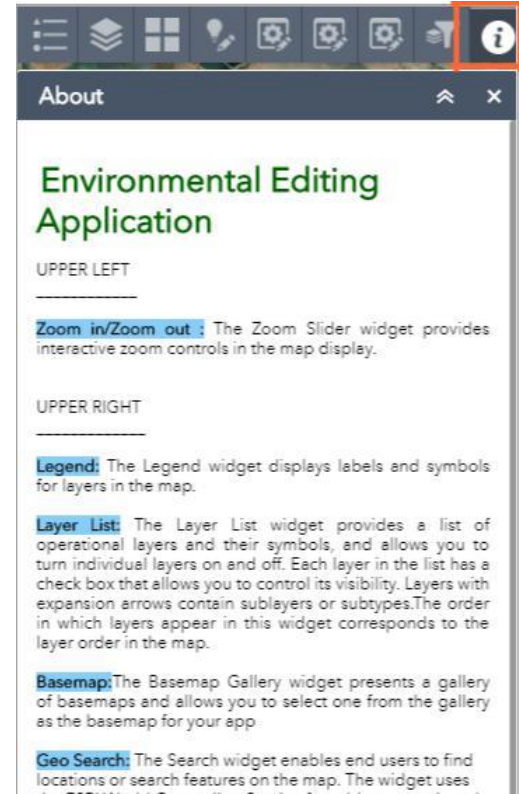 About
Environmental Editing
Application
UPPER LEFT
____________
Zoom in/Zoom out : The Zoom Slider widget provides
interactive zoom controls in the map display.
UPPER RIGHT
_____________
Legend: The Legend widget displays labels and symbols
for layers in the map.
Layer List: The Layer List widget provides a list of
operational layers and their symbols, and allows you to
turn individual layers on and off. Each layer in the list has a
check box that allows you to control its visibility. Layers with
expansion arrows contain sublayers or subtypes.The order
in which layers appear in this widget corresponds to the
layer order in the map.
Basemap:The Basemap Gallery widget presents a gallery
of basemaps and allows you to select one from the gallery
as the basemap for your app
Geo Search: The Search widget enables end users to find
locations or search features on the map. The widget uses